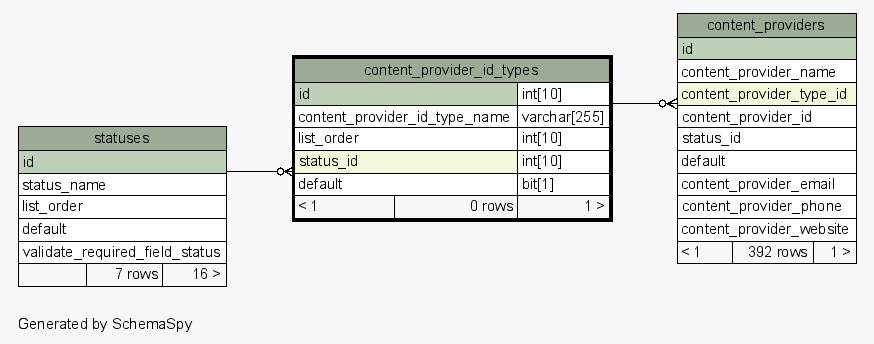 statuses
id
status_name
list_order
default
validate_required_field_status
7 rows 16 >
content_provider_id_types
id int[10]
content_provider_id_type_name varchar[255]
list_order int[10]
status_id int[10]
default bit[1]
< 1 0 rows 1 >
content_providers
id
content_provider_name
content_provider_type_id
content_provider_id
status_id
default
content_provider_email
content_provider_phone
content_provider_website
< 1 392 rows 1 >
Generated by SchemaSpy